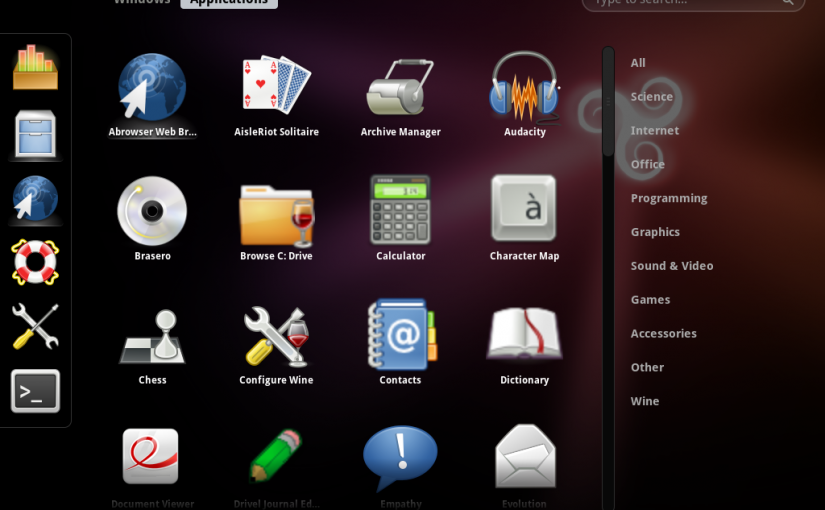 Windows Applications
Type to search...
Abrowser Web Br... AisleRiot Solitaire Archive Manager Audacity
Brasero Browse C: Drive Calculator Character Map
Chess Configure Wine Contacts Dictionary
Document Viewer Drivel Journal Ed... Empathy Evolution
All
Science
Internet
Office
Programming
Graphics
Sound & Video
Games
Accessories
Other
Wine